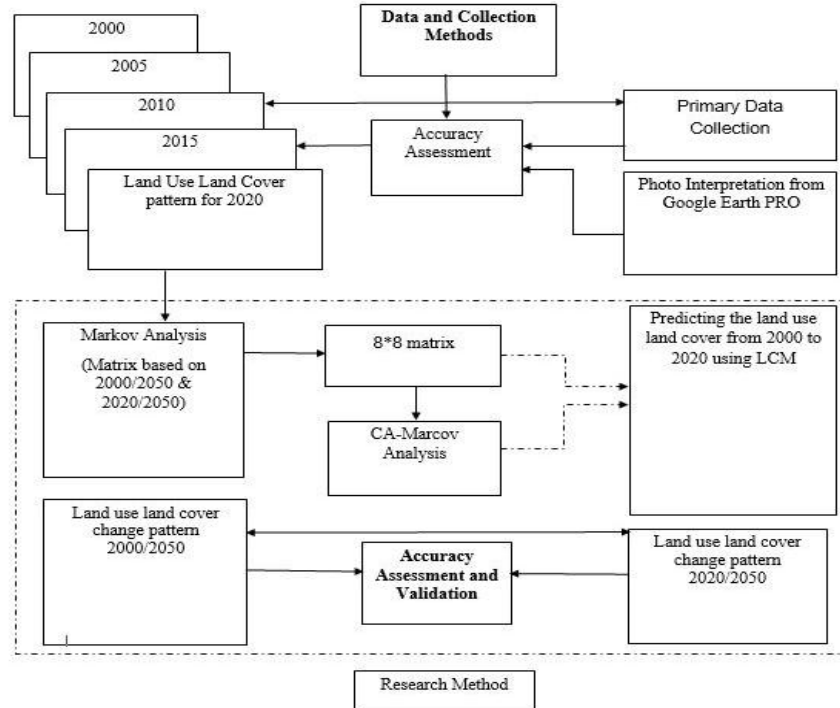 2000
2005
2010
2015
Land Use Land Cover
pattern for 2020
Data and Collection
Methods
Accuracy
Assessment
Primary Data
Collection
Photo Interpretation from
Google Earth PRO
Markov Analysis
(Matrix based on
2000/2050 &
2020/2050)
8*8 matrix
CA-Marcov
Analysis
Predicting the land use
land cover from 2000 to
2020 using LCM
Land use land cover
change pattern
2000/2050
Accuracy
Assessment and
Validation
Land use land cover
change pattern
2020/2050
Research Method